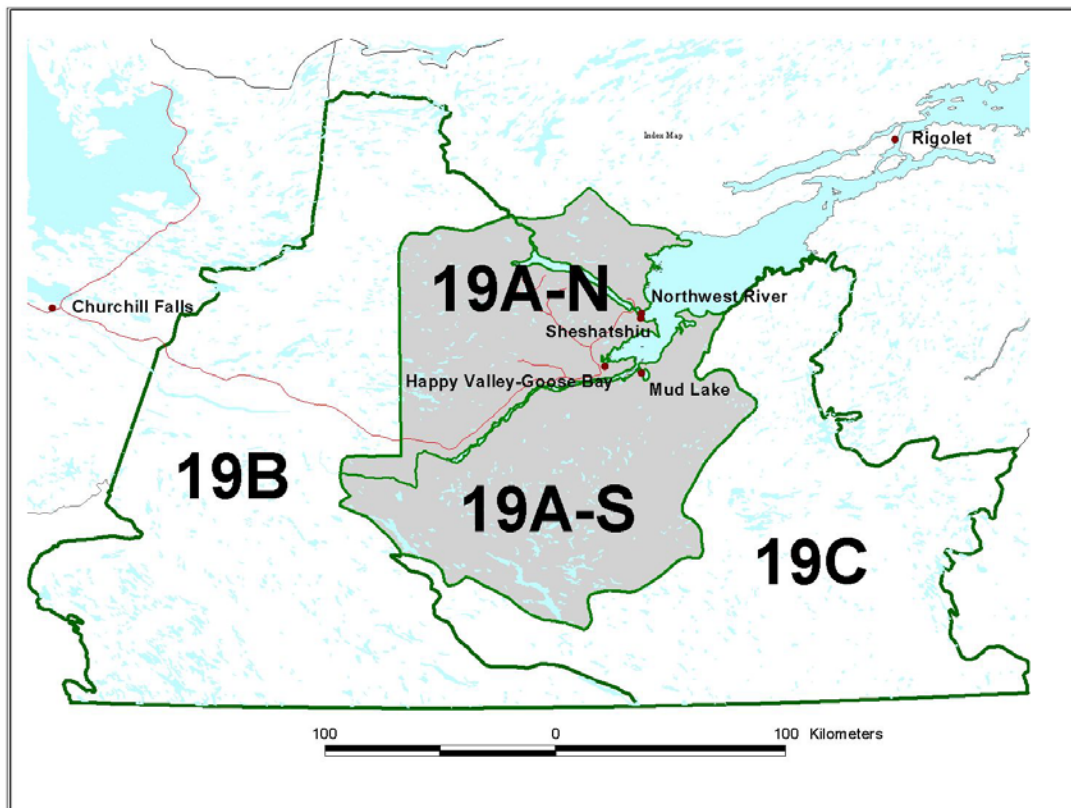 Index Map
Rigolet
19A-N
Northwest River
Churchill Falls
Sheshatshiu
Happy Valley-Goose Bay
Mud Lake
19B
19A-S
19C
100 0 100 Kilometers